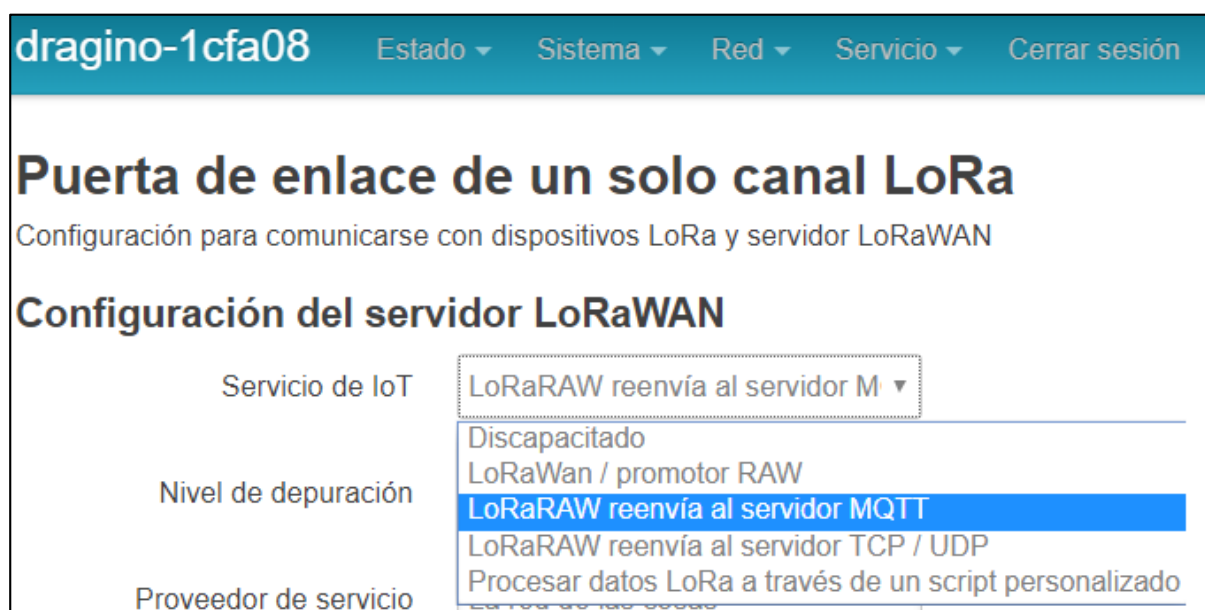 dragino-1cfa08 Estado Sistema Red Servicio Cerrar sesión
Puerta de enlace de un solo canal LoRa
Configuración para comunicarse con dispositivos LoRa y servidor LoRaWAN
Configuración del servidor LoRaWAN
Servicio de IoT LoRaRAW reenvía al servidor M
Discapacitado
LoRaWan / promotor RAW
Nivel de depuración
LoRaRAW reenvía al servidor MQTT
LoRaRAW reenvía al servidor TCP / UDP
Procesar datos LoRa a través de un script personalizado
Proveedor de servicio